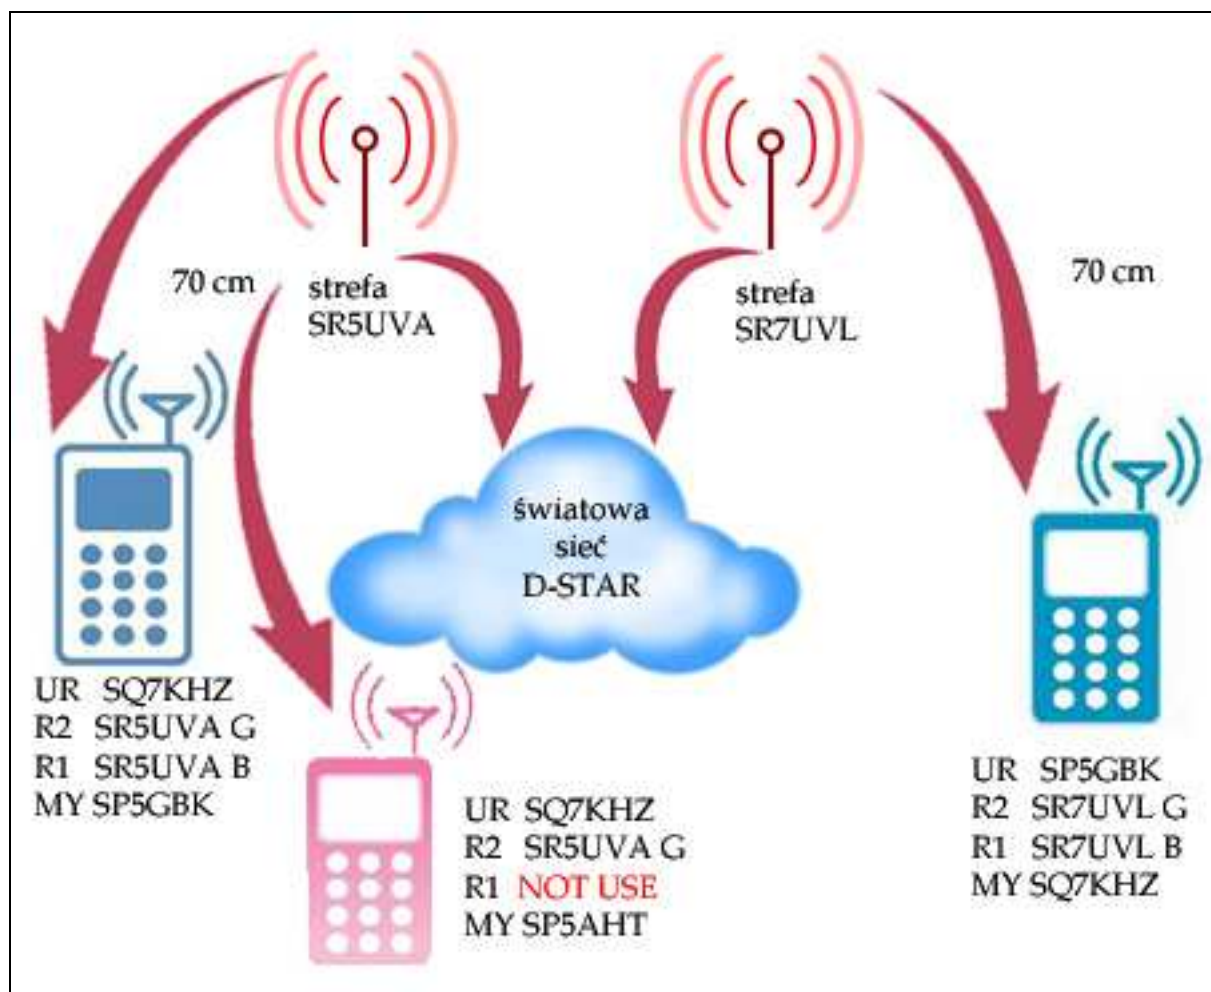 70 cm
strefa
SR5UVA
strefa
SR7UVL
70 cm
światowa
sieć
D-STAR
UR SQ7KHZ
R2 SR5UVA G
R1 SR5UVA B
MY SP5GBK
UR SQ7KHZ
R2 SR5UVA G
R1 NOT USE
MY SP5AHT
UR SP5GBK
R2 SR7UVL G
R1 SR7UVL B
MY SQ7KHZ